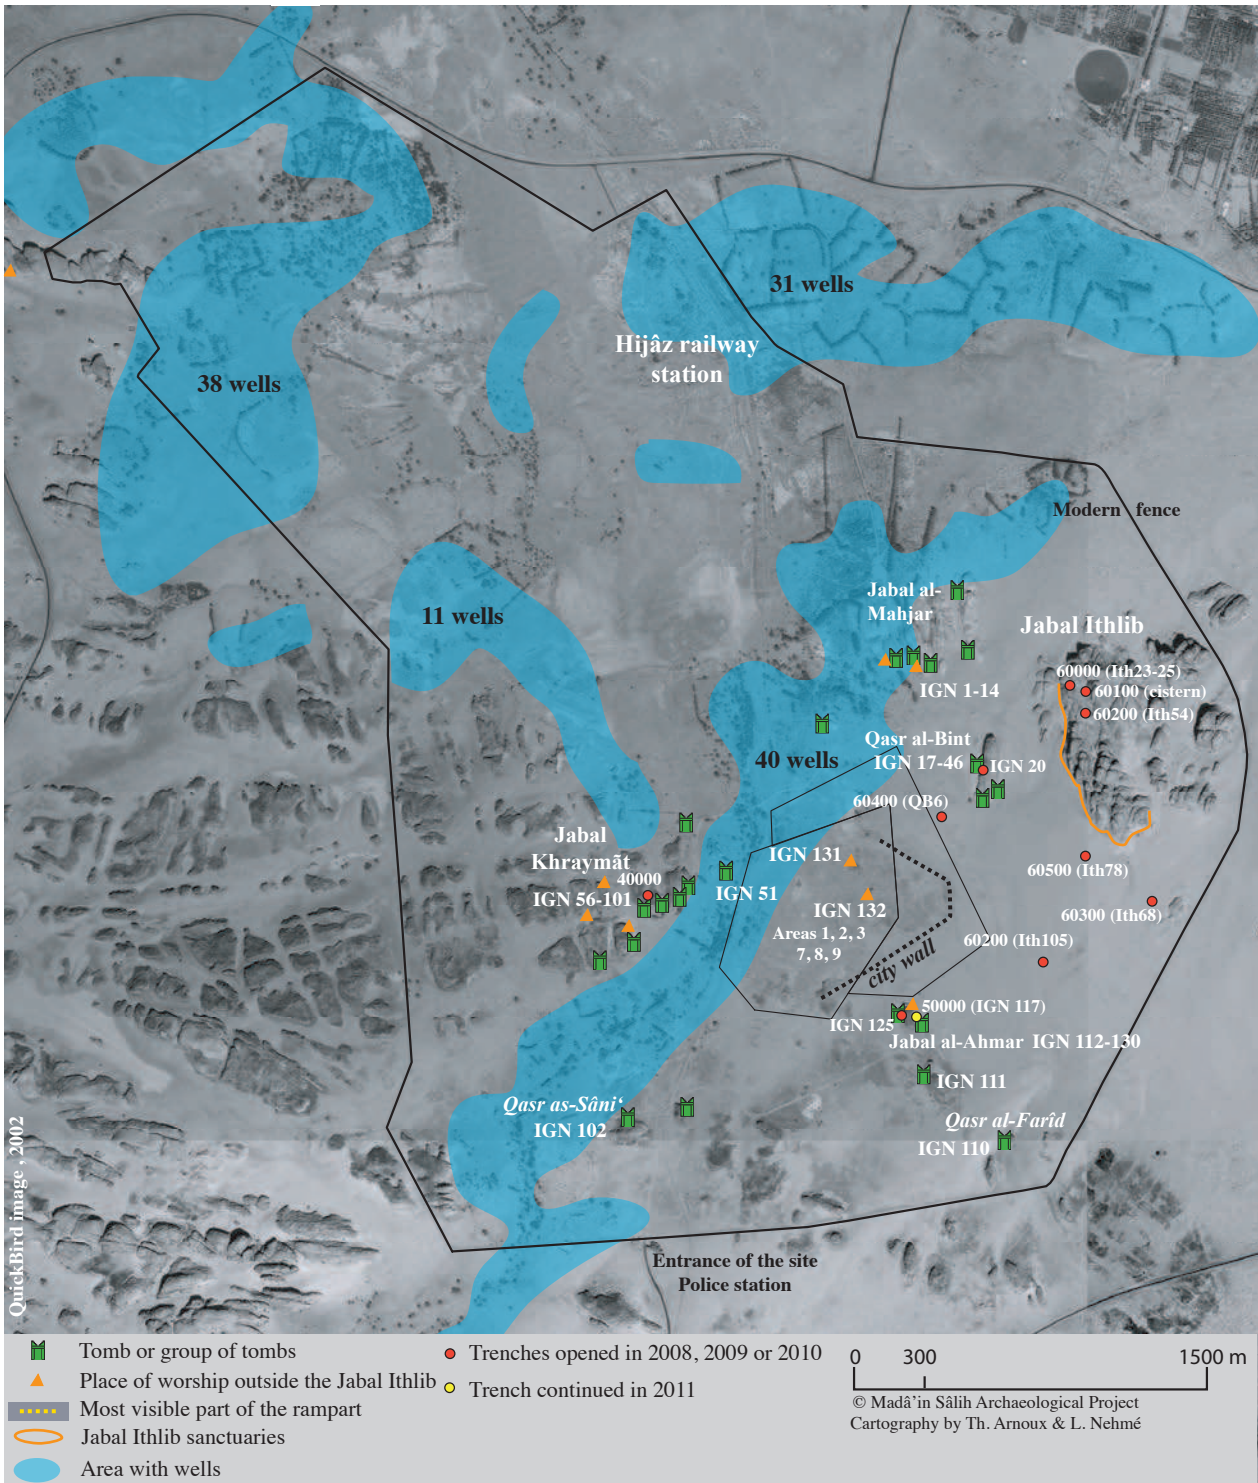 31 wells
Hijâz railway
station
38 wells
Modern fence
11 wells
Jabal al-
Mahjar
Jabal Ithlib
60000 (Ith23-25)
60100 (cistern)
IGN 1-14
60200 (Ith54)
Qasr al-Bint
IGN 17-46
IGN 20
40 wells
60400 (QB6)
Jabal
Khraymât
40000
IGN 56-101
IGN 51
IGN 131
60500 (Ith78)
IGN 132
60300 (Ith68)
Areas 1, 2, 3
7, 8, 9
60200 (Ith105)
city wall
50000 (IGN 117)
IGN 125
Jabal al-Ahmar IGN 112-130
IGN 111
Qasr as-Sâni‘
IGN 102
Qasr al-Farîd
IGN 110
QuickBird image , 2002
Entrance of the site
Police station
Tomb or group of tombs
Place of worship outside the Jabal Ithlib
Most visible part of the rampart
Jabal Ithlib sanctuaries
Area with wells
Trenches opened in 2008, 2009 or 2010
Trench continued in 2011
0 300 1500 m
© Madâ’in Sâlih Archaeological Project
Cartography by Th. Arnoux & L. Nehmé